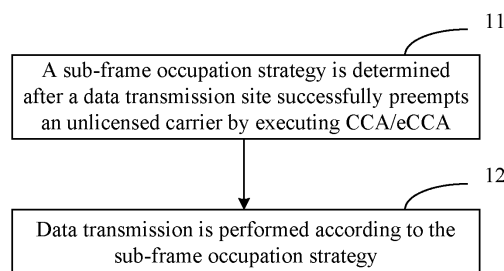 11
A sub-frame occupation strategy is determined
after a data transmission site successfully preempts
an unlicensed carrier by executing CCA/eCCA
12
Data transmission is performed according to the
sub-frame occupation strategy